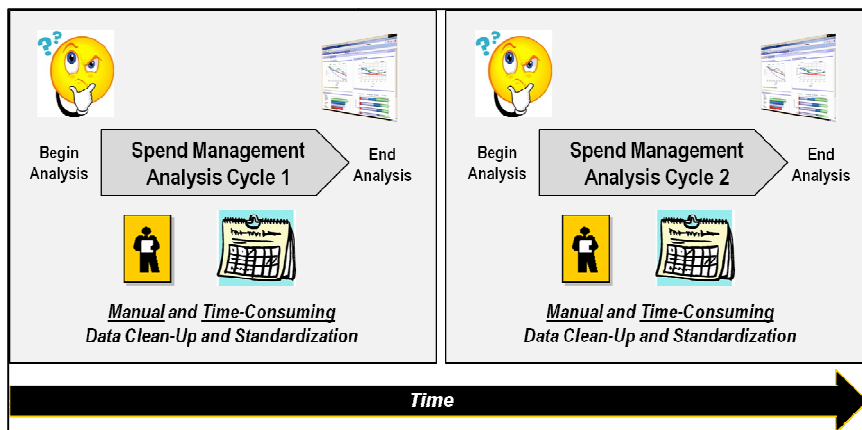 ??
Begin
Analysis
Spend Management
Analysis Cycle 1
End
Analysis
Manual and Time-Consuming
Data Clean-Up and Standardization
??
Begin
Analysis
Spend Management
Analysis Cycle 2
End
Analysis
Manual and Time-Consuming
Data Clean-Up and Standardization
Time